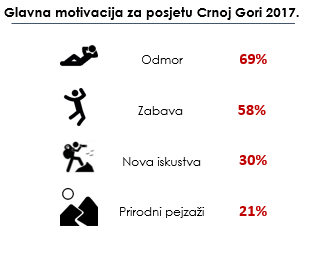 Glavna motivacija za posjetu Crnoj Gori 2017.
Odmor 69%
Zabava 58%
Nova iskustva 30%
Prirodni pejzaži 21%